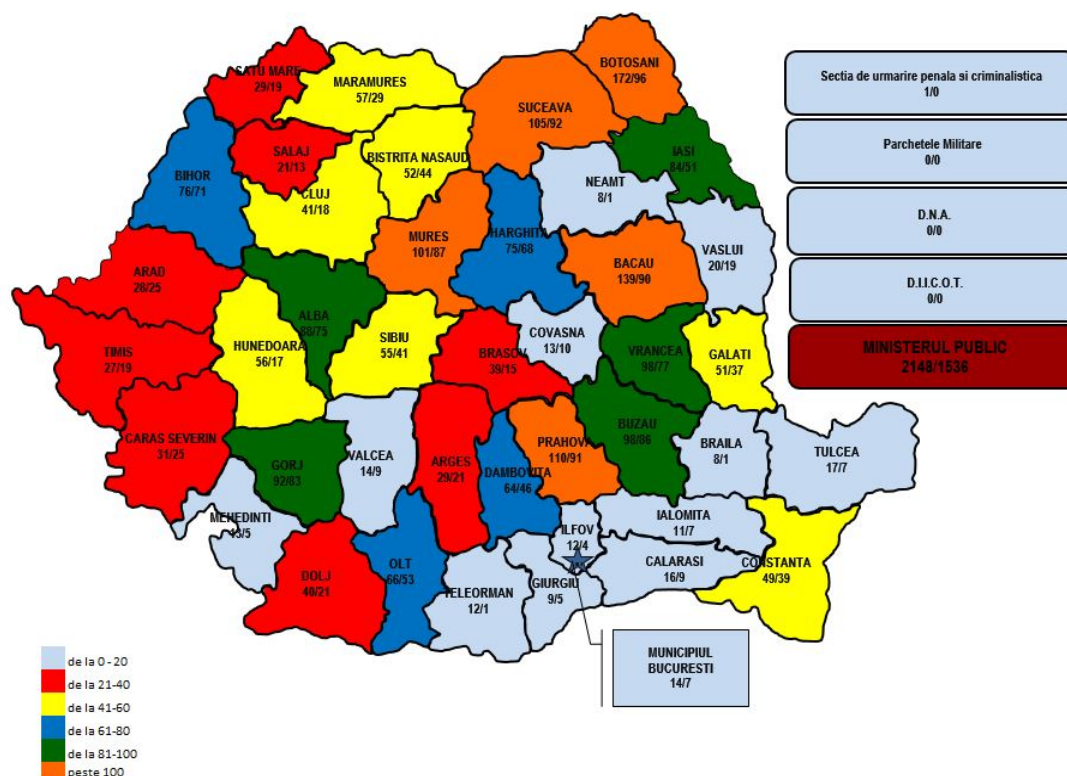 SATU MARE
29/19
MARAMURES
57/29
BOTOSANI
172/96
SUCEAVA
105/92
SALAJ
21/13
BISTRITA NASAUD
52/44
IASI
84/51
BIHOR
76/71
CLUJ
41/18
NEAMT
8/1
MURES
101/87
HARGHITA
75/68
VASLUI
20/19
BACAU
139/90
ARAD
28/25
ALBA
88/75
COVASNA
13/10
HUNEDOARA
56/17
SIBIU
55/41
TIMIS
27/19
BRASOV
39/15
VRANCEA
98/77
GALATI
51/37
CARAS SEVERIN
31/25
BUZAU
98/86
PRAHOVA
110/91
BRAILA
8/1
TULCEA
17/7
VALCEA
14/9
ARGES
29/21
GORJ
92/83
DAMBOVITA
64/46
MEHEDINTI
13/5
IALOMITA
11/7
ILFOV
12/4
CONSTANTA
49/39
CALARASI
16/9
DOLJ
40/21
OLT
66/53
GIURGIU
9/5
TELEORMAN
12/1
MUNICIPIUL
BUCURESTI
14/7
Sectia de urmarire penala si criminalistica
1/0
Parchetele Militare
0/0
D.N.A.
0/0
D.I.I.C.O.T.
0/0
MINISTERUL PUBLIC
2148/1536
de la 0 - 20
de la 21-40
de la 41-60
de la 61-80
de la 81-100
peste 100